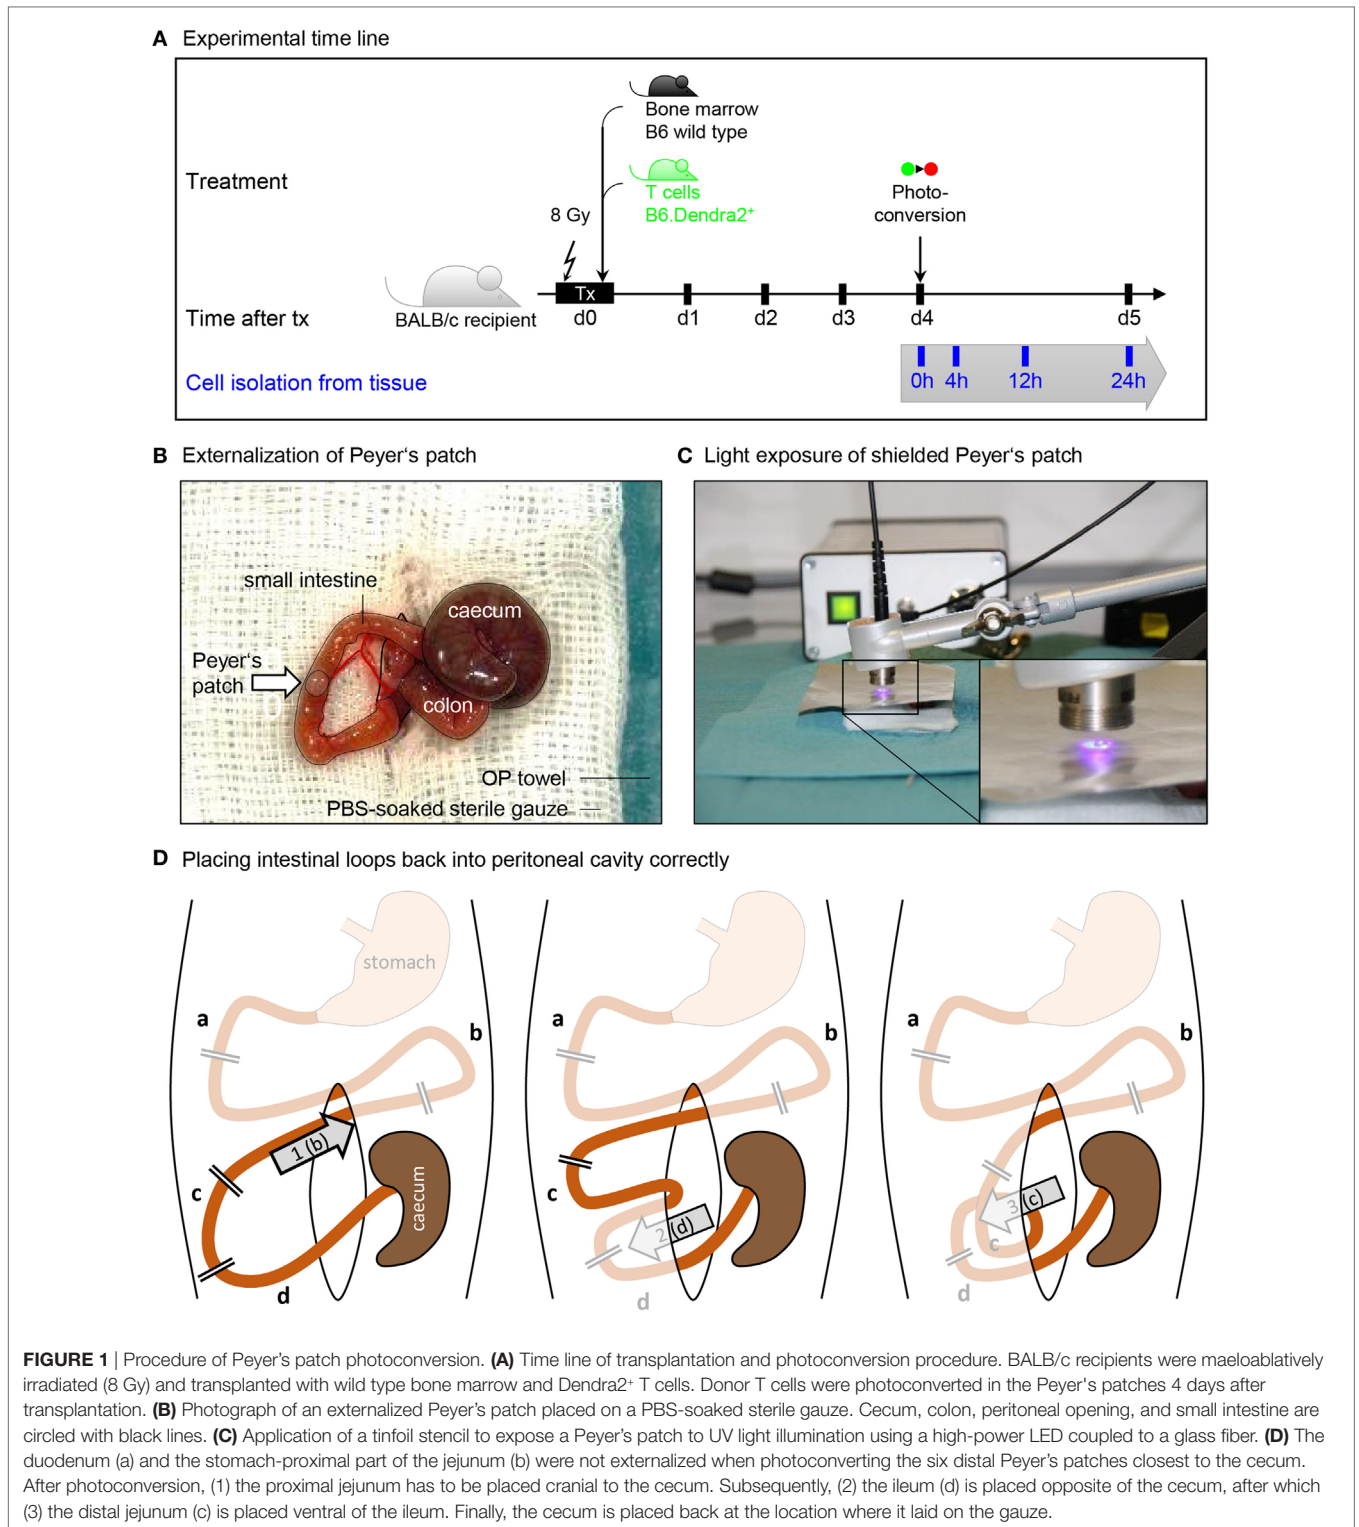 A Experimental time line
Bone marrow
B6 wild type
Treatment
T cells
B6.Dendra2⁺
8 Gy
Photo-
conversion
Tx
Time after tx
BALB/c recipient
d0
d1
d2
d3
d4
d5
Cell isolation from tissue
0h
4h
12h
24h
B Externalization of Peyer‘s patch
small intestine
caecum
Peyer‘s
patch
colon
OP towel
PBS-soaked sterile gauze
C Light exposure of shielded Peyer‘s patch
D Placing intestinal loops back into peritoneal cavity correctly
stomach
a
b
1 (b)
c
caecum
d
a
b
c
2 (d)
d
a
b
3 (c)
c
d
FIGURE 1 | Procedure of Peyer’s patch photoconversion. (A) Time line of transplantation and photoconversion procedure. BALB/c recipients were maeloablatively
irradiated (8 Gy) and transplanted with wild type bone marrow and Dendra2⁺ T cells. Donor T cells were photoconverted in the Peyer's patches 4 days after
transplantation. (B) Photograph of an externalized Peyer’s patch placed on a PBS-soaked sterile gauze. Cecum, colon, peritoneal opening, and small intestine are
circled with black lines. (C) Application of a tinfoil stencil to expose a Peyer’s patch to UV light illumination using a high-power LED coupled to a glass fiber. (D) The
duodenum (a) and the stomach-proximal part of the jejunum (b) were not externalized when photoconverting the six distal Peyer’s patches closest to the cecum.
After photoconversion, (1) the proximal jejunum has to be placed cranial to the cecum. Subsequently, (2) the ileum (d) is placed opposite of the cecum, after which
(3) the distal jejunum (c) is placed ventral of the ileum. Finally, the cecum is placed back at the location where it laid on the gauze.